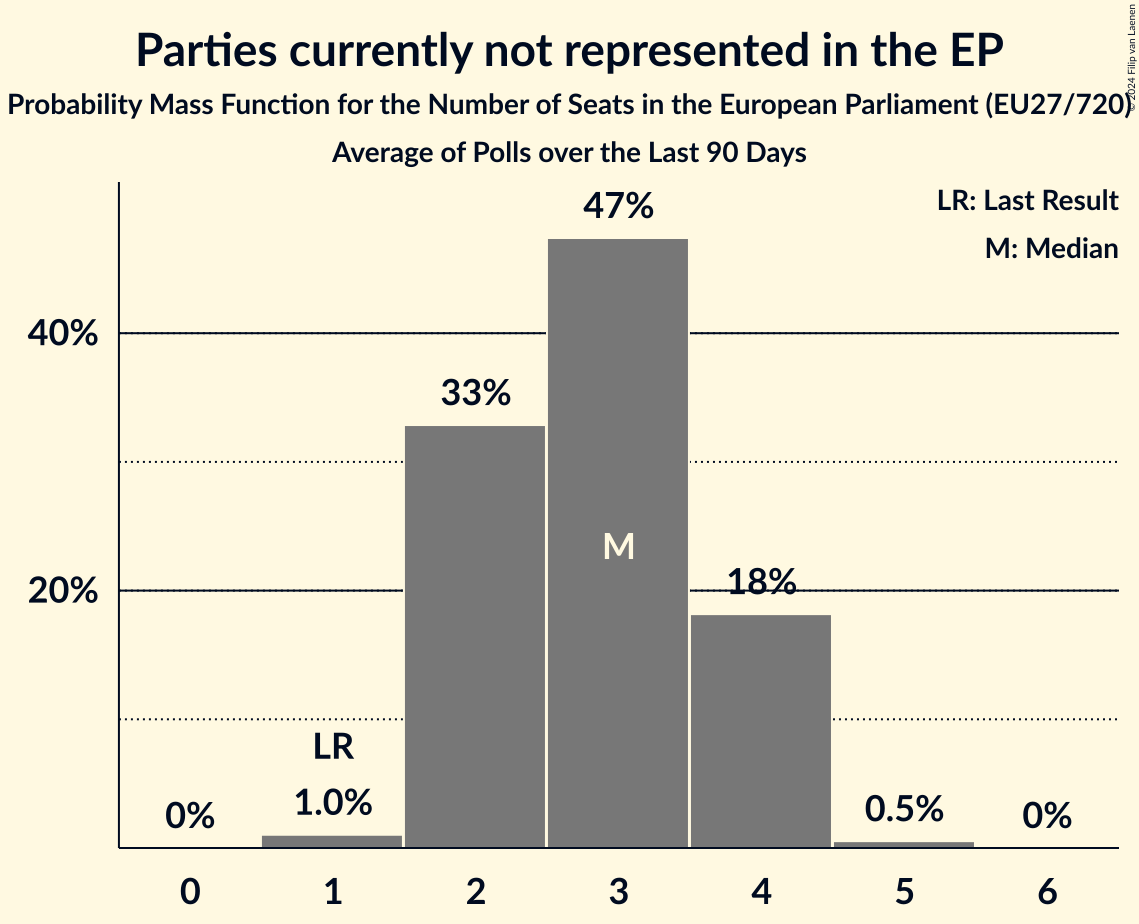 Parties currently not represented in the EP
Probability Mass Function for the Number of Seats in the European Parliament (EU27/720)
Average of Polls over the Last 90 Days
© 2024 Filip van Laenen
LR: Last Result
M: Median
47%
40%
33%
M
18%
20%
LR
1.0%
0%
0.5%
0%
0 1 2 3 4 5 6